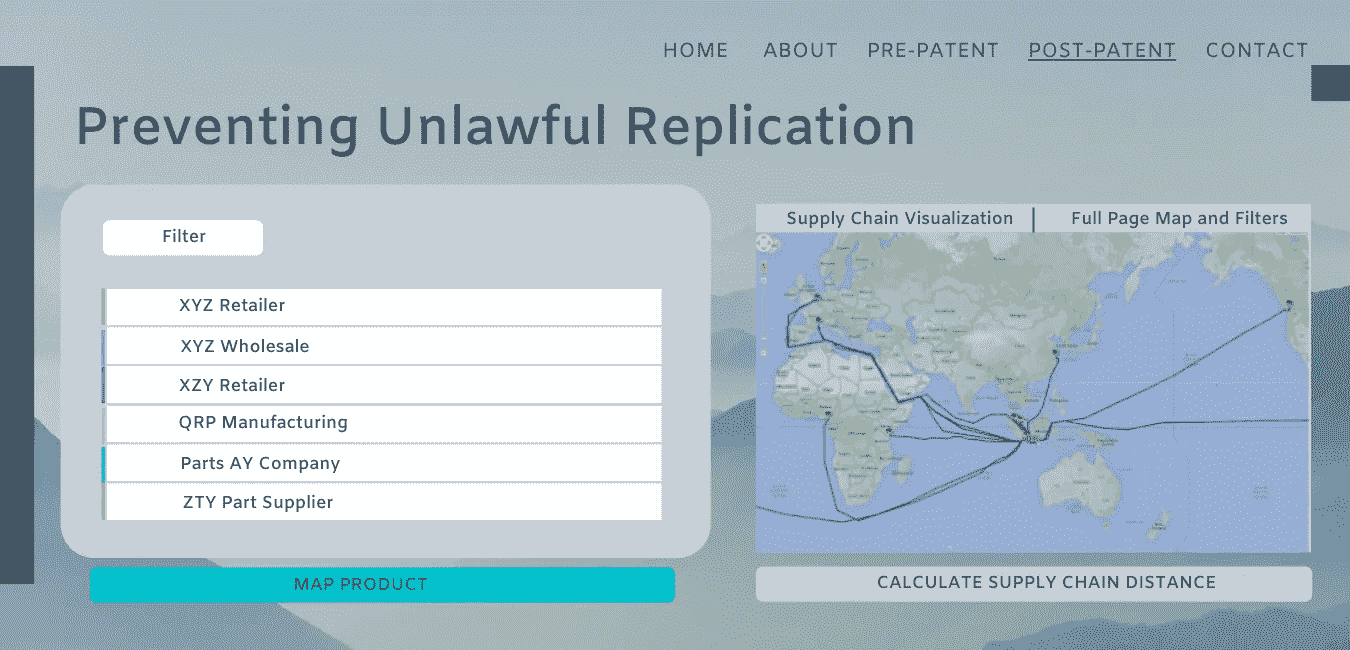 HOME ABOUT PRE-PATENT POST-PATENT CONTACT
Preventing Unlawful Replication
Filter
XYZ Retailer
XYZ Wholesale
XZY Retailer
QRP Manufacturing
Parts AY Company
ZTY Part Supplier
MAP PRODUCT
Supply Chain Visualization Full Page Map and Filters
CALCULATE SUPPLY CHAIN DISTANCE